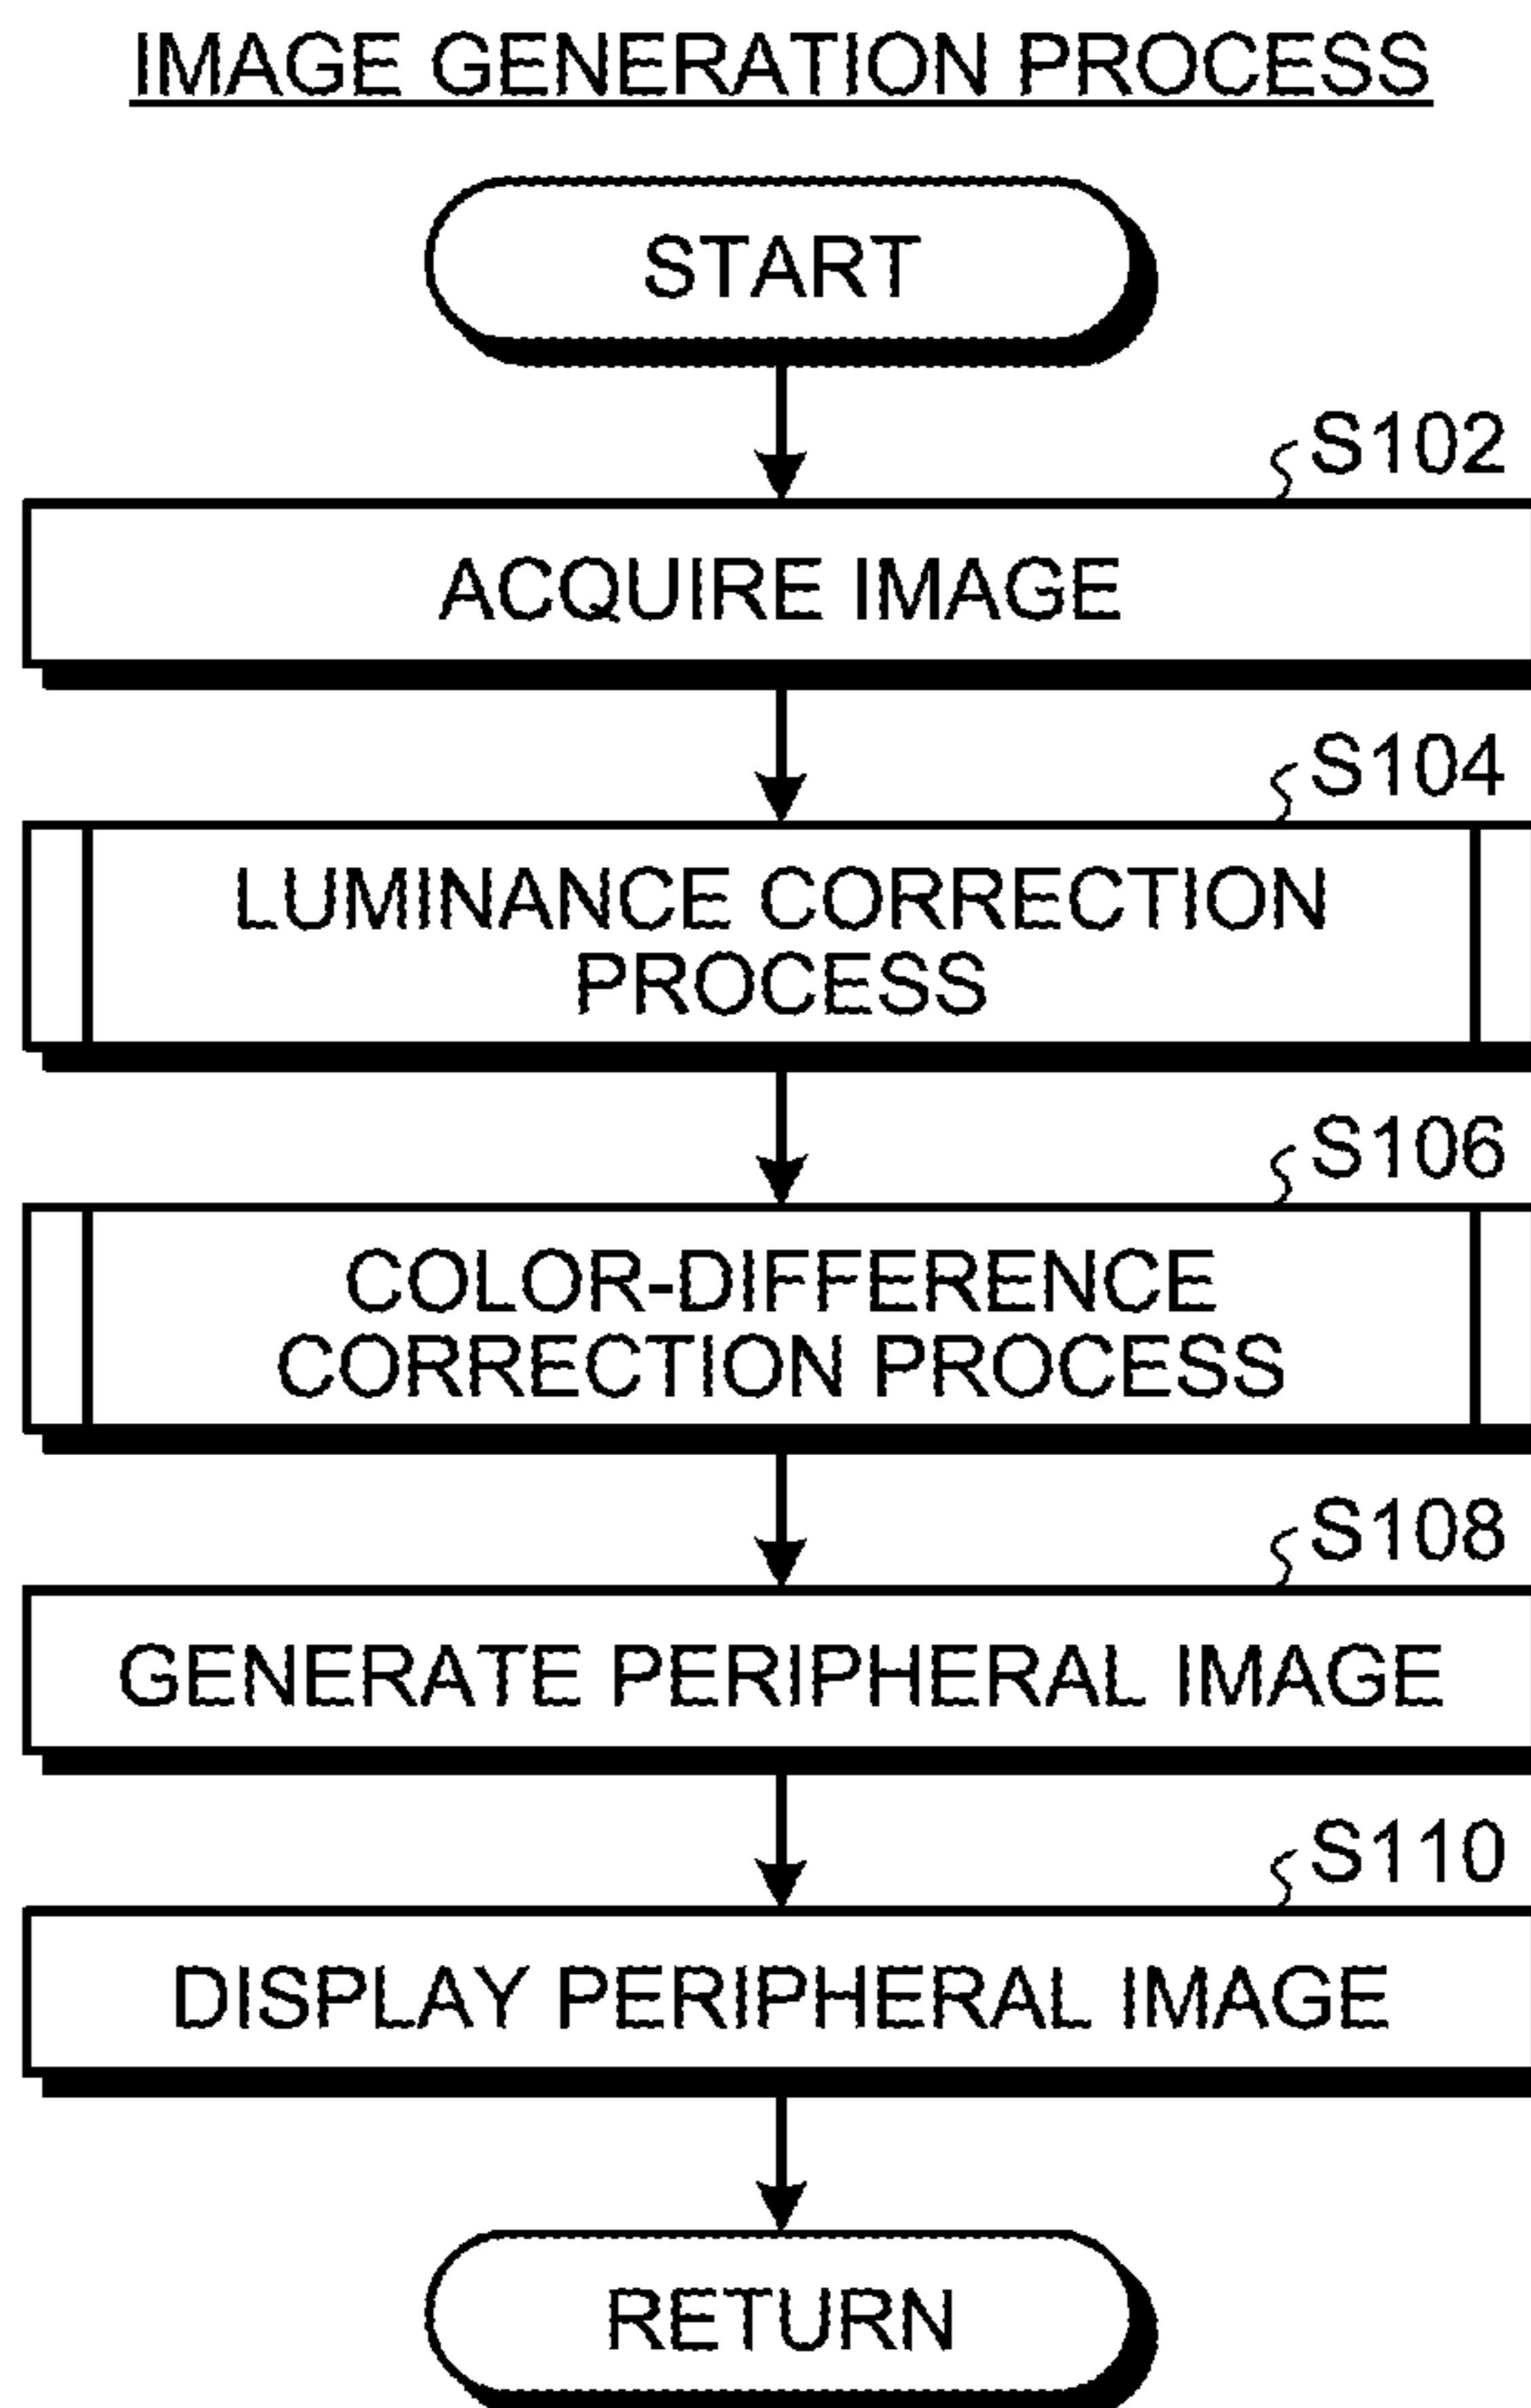 IMAGE GENERATION PROCESS
START
S102
ACQUIRE IMAGE
S104
LUMINANCE CORRECTION
PROCESS
S106
COLOR-DIFFERENCE
CORRECTION PROCESS
S108
GENERATE PERIPHERAL IMAGE
S110
DISPLAY PERIPHERAL IMAGE
RETURN